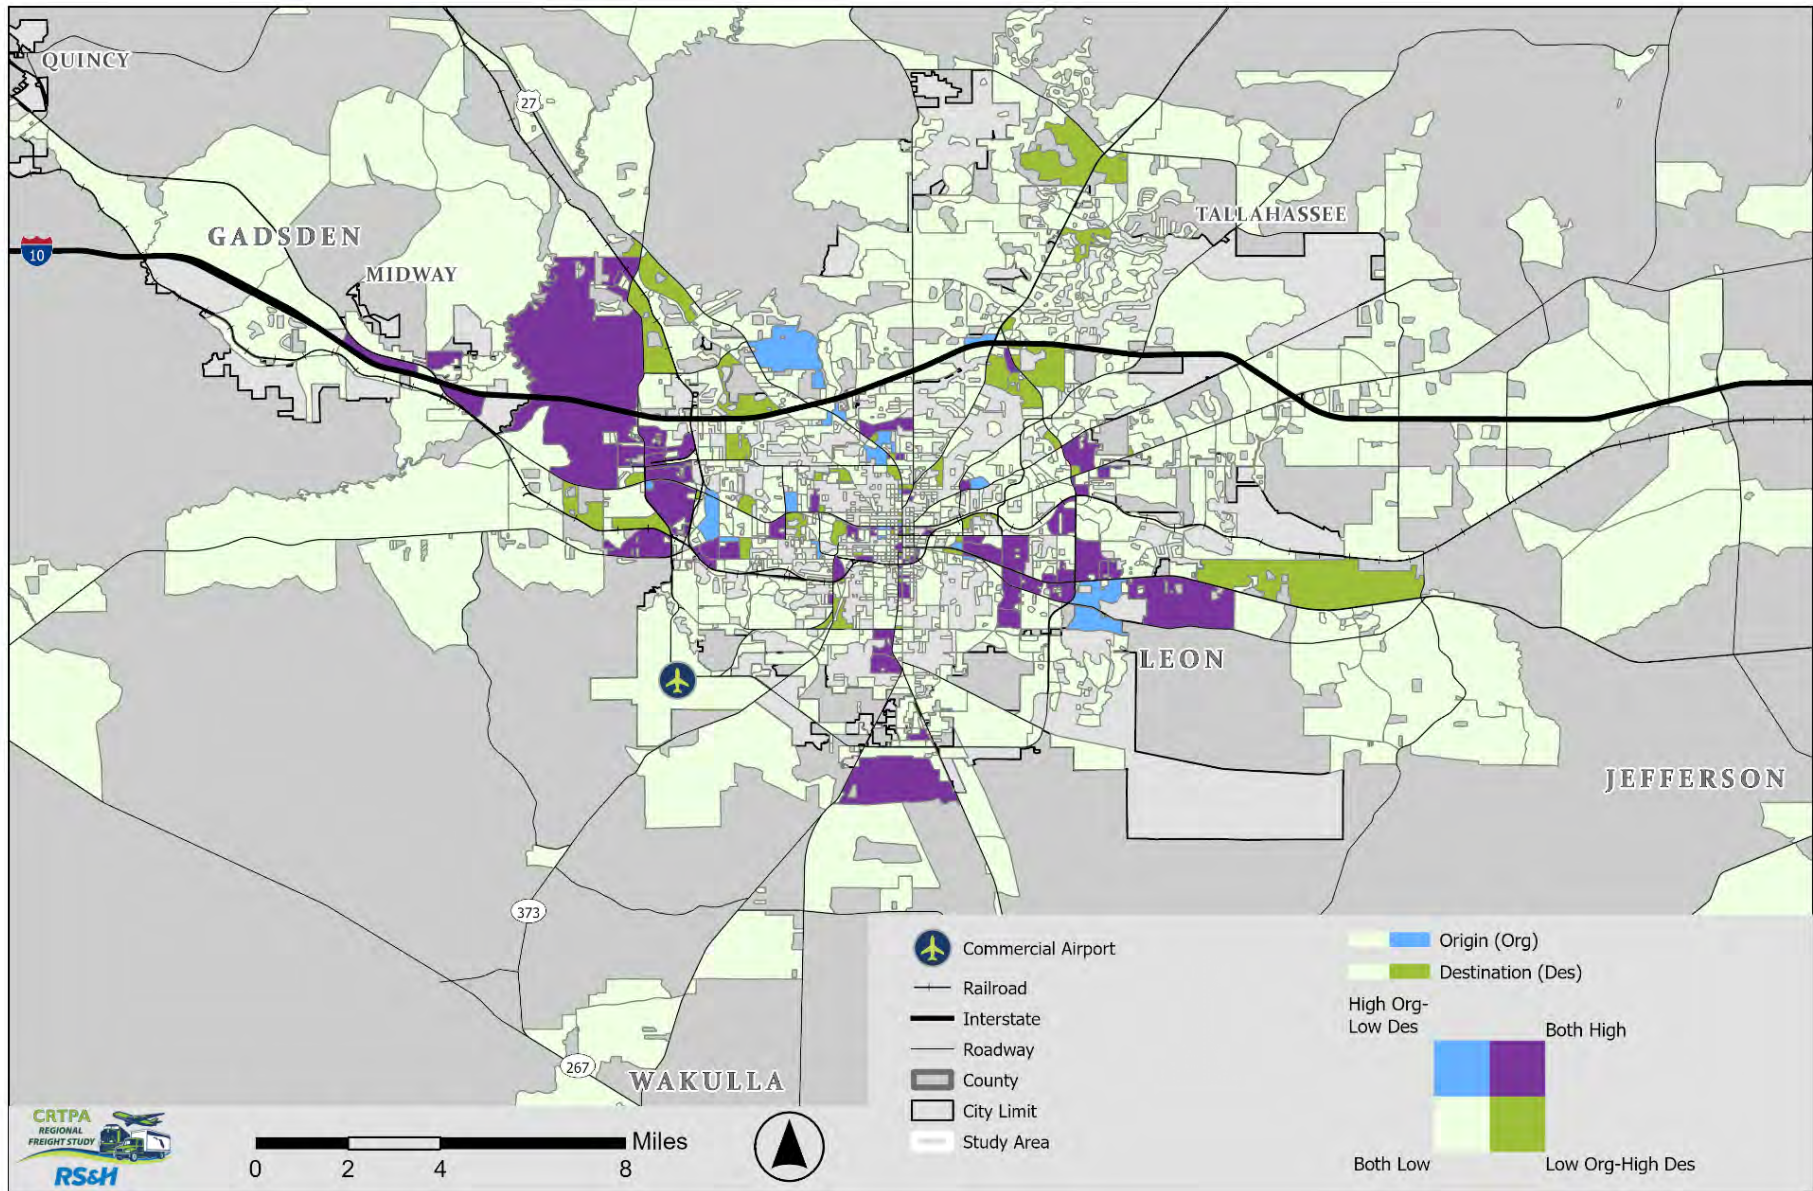 QUINCY
27
TALLAHASSEE
GADSDEN
10
MIDWAY
LEON
JEFFERSON
373
267
WAKULLA
Commercial Airport
Railroad
Interstate
Roadway
County
City Limit
Study Area
Origin (Org)
Destination (Des)
High Org-
Low Des
Both High
Both Low
Low Org-High Des
CRTPA
REGIONAL
FREIGHT STUDY
RS&H
Miles
0 2 4 8